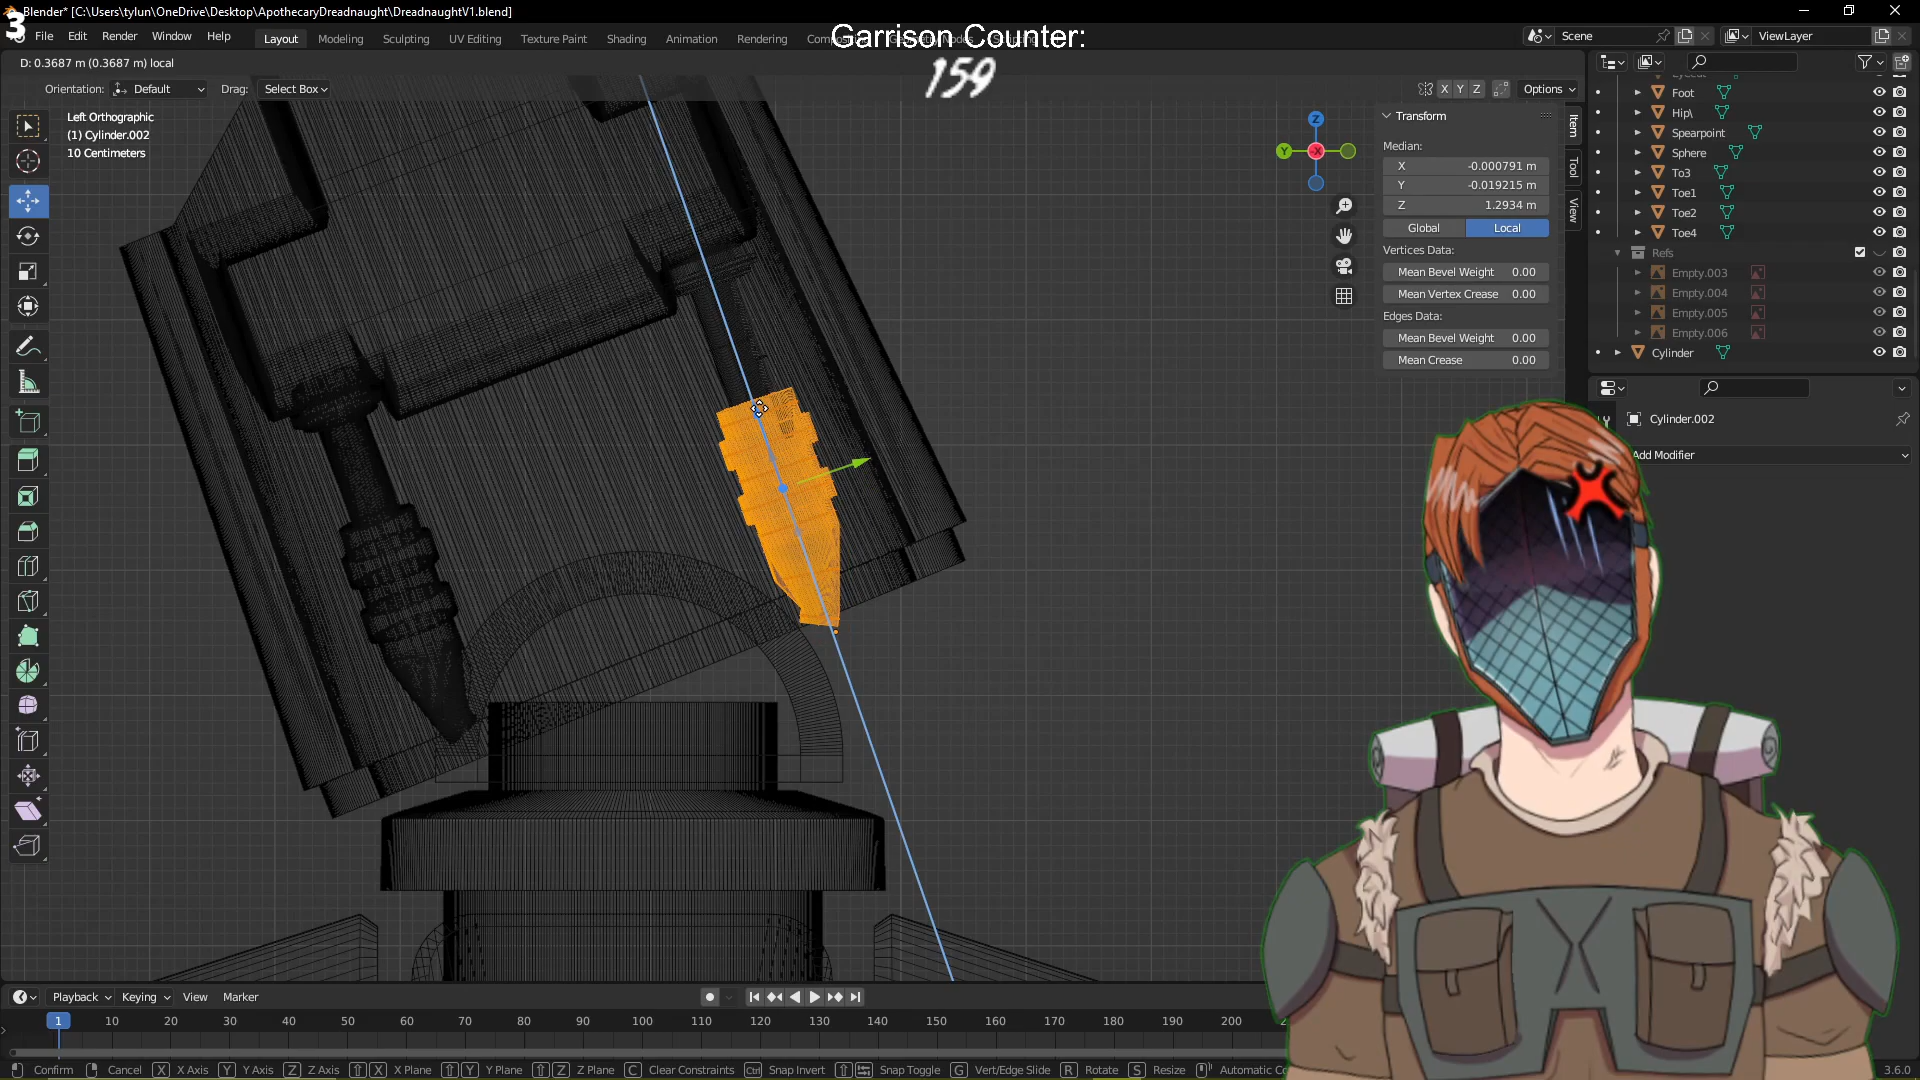 Blender* [C:\Users\tylun\OneDrive\Desktop\ApothecaryDreadnaught\DreadnaughtV1.blend]
3
File Edit Render Window Help Layout Modeling Sculpting UV Editing Texture Paint Shading Animation Rendering Scene ViewLayer
Garrison Counter:
159
D: 0.3687 m (0.3687 m) local
Orientation: Default Drag: Select Box X Y Z Options
Left Orthographic
(1) Cylinder.002
10 Centimeters
Z
Y
X
Transform
Median:
X -0.000791 m
Y -0.019215 m
Z 1.2934 m
Global Local
Vertices Data:
Mean Bevel Weight 0.00
Mean Vertex Crease 0.00
Edges Data:
Mean Bevel Weight 0.00
Mean Crease 0.00
Item
Tool
View
Foot
Hip\
Spearpoint
Sphere
To3
Toe1
Toe2
Toe4
Refs
Empty.003
Empty.004
Empty.005
Empty.006
Cylinder
Cylinder.002
Add Modifier
Playback Keying View Marker
1 10 20 30 40 50 60 70 80 90 100 110 120 130 140 150 160 170 180 190 200
Confirm Cancel X X Axis Y Y Axis Z Z Axis X X Plane Y Y Plane Z Z Plane C Clear Constraints Ctrl Snap Invert Snap Toggle G Vert/Edge Slide R Rotate S Resize Automatic
3.6.0